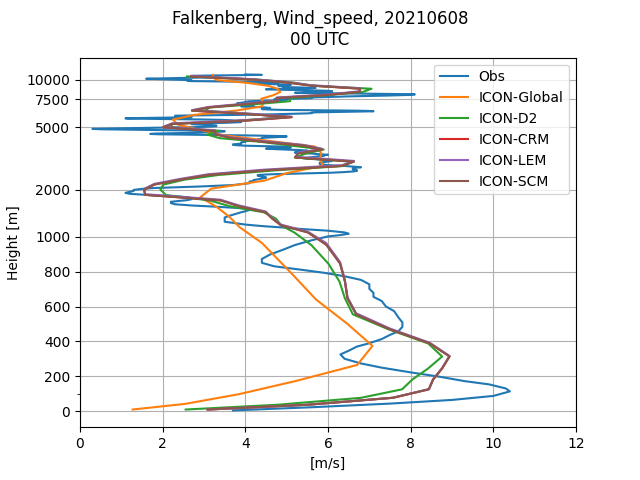 Falkenberg, Wind_speed, 20210608
00 UTC
Obs
ICON-Global
ICON-D2
ICON-CRM
ICON-LEM
ICON-SCM
Height [m]
10000
7500
5000
2000
1000
800
600
400
200
0
0 2 4 6 8 10 12
[m/s]